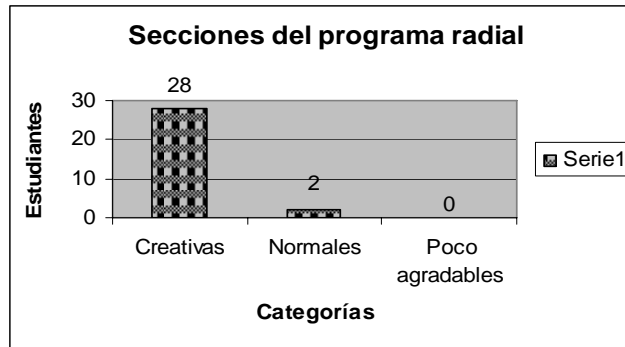 Secciones del programa radial
28
30
20
10
0
2
0
Estudiantes
Serie1
Creativas
Normales
Poco
agradables
Categorías